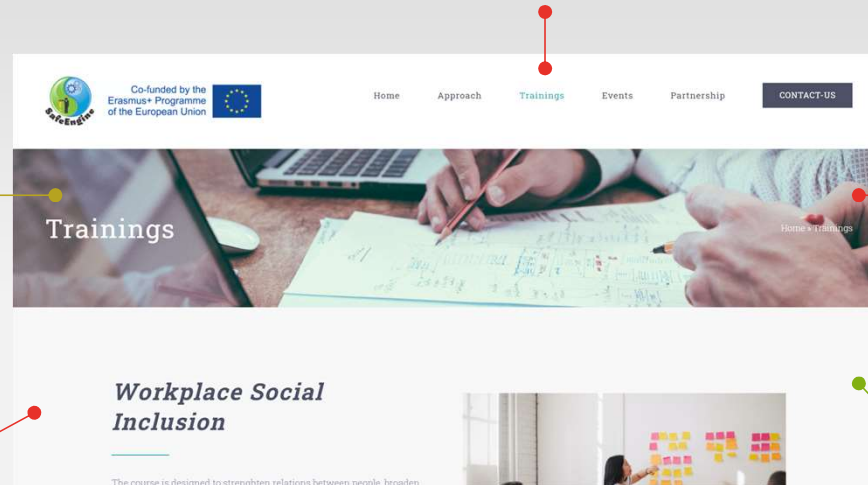 Co-funded by the
Erasmus+ Programme
of the European Union
SafeEngine
Home Approach Trainings Events Partnership CONTACT-US
Trainings
Home » Trainings
Workplace Social
Inclusion
The course is designed to strenghten relations between people, broaden